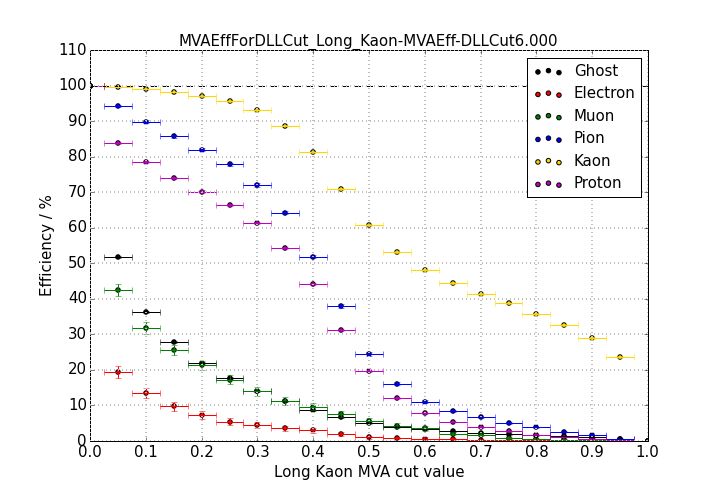 MVAEffForDLLCut_Long_Kaon-MVAEff-DLLCut6.000
110
100
90
80
70
60
50
40
30
20
10
0
Efficiency / %
Ghost
Electron
Muon
Pion
Kaon
Proton
0.0 0.1 0.2 0.3 0.4 0.5 0.6 0.7 0.8 0.9 1.0
Long Kaon MVA cut value